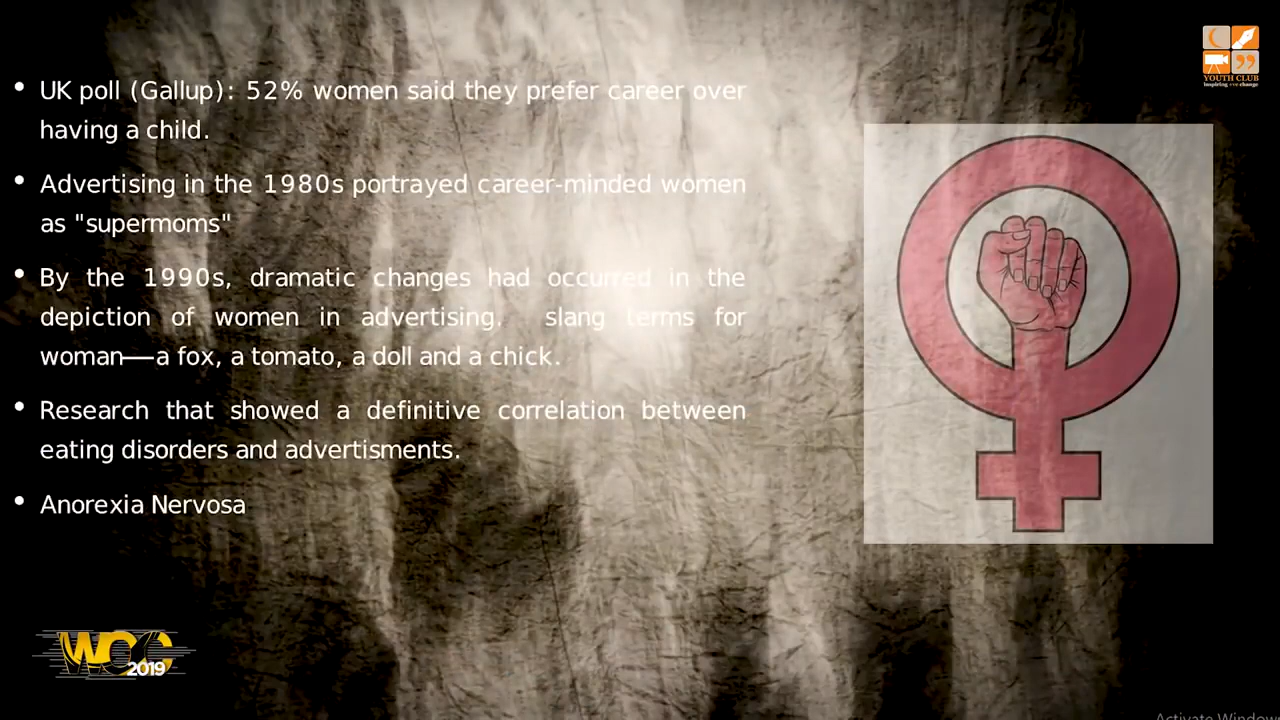 • UK poll (Gallup): 52% women said they prefer career over
having a child.
• Advertising in the 1980s portrayed career-minded women
as "supermoms"
• By the 1990s, dramatic changes had occurred in the
depiction of women in advertising. slang terms for
woman—a fox, a tomato, a doll and a chick.
• Research that showed a definitive correlation between
eating disorders and advertisments.
• Anorexia Nervosa
YOUTH CLUB
2019